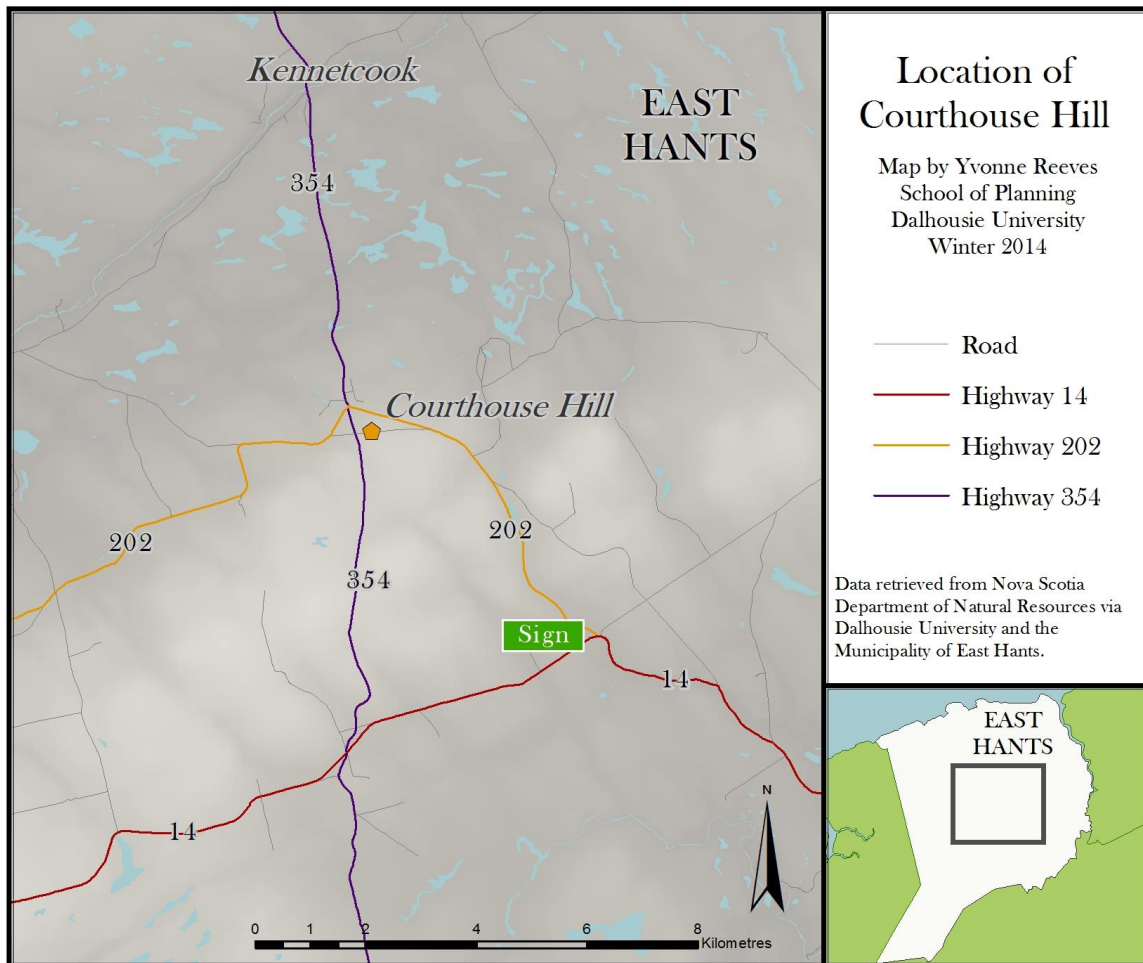 Kennetcook
EAST
HANTS
354
Courthouse Hill
202
202
354
Sign
14
14
N
0 2 4 6 8
Kilometres
Location of
Courthouse Hill
Map by Yvonne Reeves
School of Planning
Dalhousie University
Winter 2014
Road
Highway 14
Highway 202
Highway 354
Data retrieved from Nova Scotia
Department of Natural Resources via
Dalhousie University and the
Municipality of East Hants.
EAST
HANTS